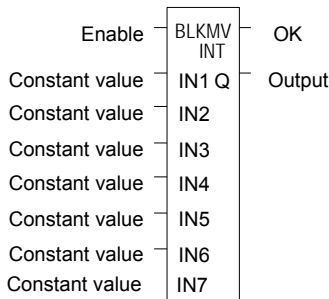 Enable BLKMV OK
INT
Constant value IN1 Q Output
Constant value IN2
Constant value IN3
Constant value IN4
Constant value IN5
Constant value IN6
Constant value IN7